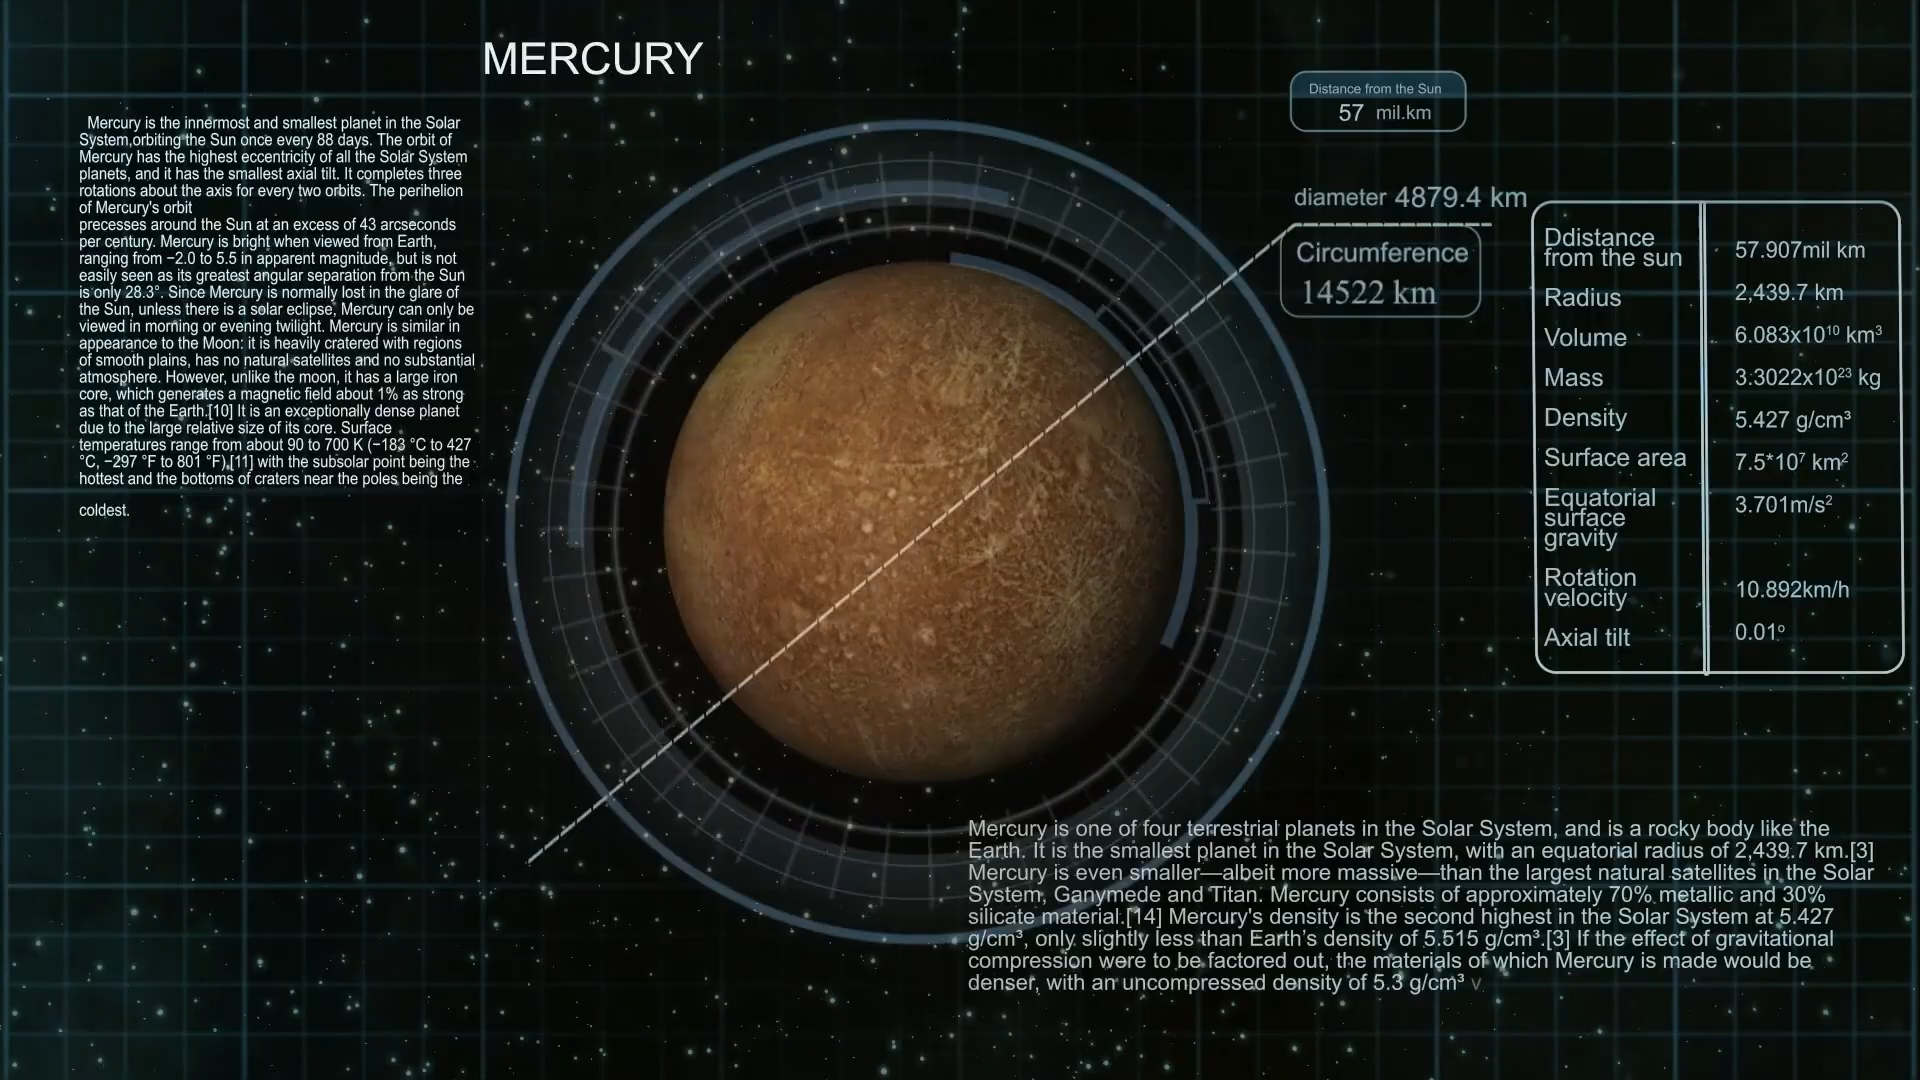 MERCURY
Mercury is the innermost and smallest planet in the Solar
System,orbiting the Sun once every 88 days. The orbit of
Mercury has the highest eccentricity of all the Solar System
planets, and it has the smallest axial tilt. It completes three
rotations about the axis for every two orbits. The perihelion
of Mercury's orbit
precesses around the Sun at an excess of 43 arcseconds
per century. Mercury is bright when viewed from Earth,
ranging from −2.0 to 5.5 in apparent magnitude, but is not
easily seen as its greatest angular separation from the Sun
is only 28.3°. Since Mercury is normally lost in the glare of
the Sun, unless there is a solar eclipse, Mercury can only be
viewed in morning or evening twilight. Mercury is similar in
appearance to the Moon: it is heavily cratered with regions
of smooth plains, has no natural satellites and no substantial
atmosphere. However, unlike the moon, it has a large iron
core, which generates a magnetic field about 1% as strong
as that of the Earth.[10] It is an exceptionally dense planet
due to the large relative size of its core. Surface
temperatures range from about 90 to 700 K (−183 °C to 427
°C, −297 °F to 801 °F),[11] with the subsolar point being the
hottest and the bottoms of craters near the poles being the
coldest.
Distance from the Sun
57 mil.km
diameter 4879.4 km
Circumference
14522 km
Ddistance
from the sun
57.907mil km
Radius
2,439.7 km
Volume
6.083x10¹⁰ km³
Mass
3.3022x10²³ kg
Density
5.427 g/cm³
Surface area
7.5*10⁷ km²
Equatorial
surface
gravity
3.701m/s²
Rotation
velocity
10.892km/h
Axial tilt
0.01º
Mercury is one of four terrestrial planets in the Solar System, and is a rocky body like the
Earth. It is the smallest planet in the Solar System, with an equatorial radius of 2,439.7 km.[3]
Mercury is even smaller—albeit more massive—than the largest natural satellites in the Solar
System, Ganymede and Titan. Mercury consists of approximately 70% metallic and 30%
silicate material.[14] Mercury's density is the second highest in the Solar System at 5.427
g/cm³, only slightly less than Earth’s density of 5.515 g/cm³.[3] If the effect of gravitational
compression were to be factored out, the materials of which Mercury is made would be
denser, with an uncompressed density of 5.3 g/cm³ v